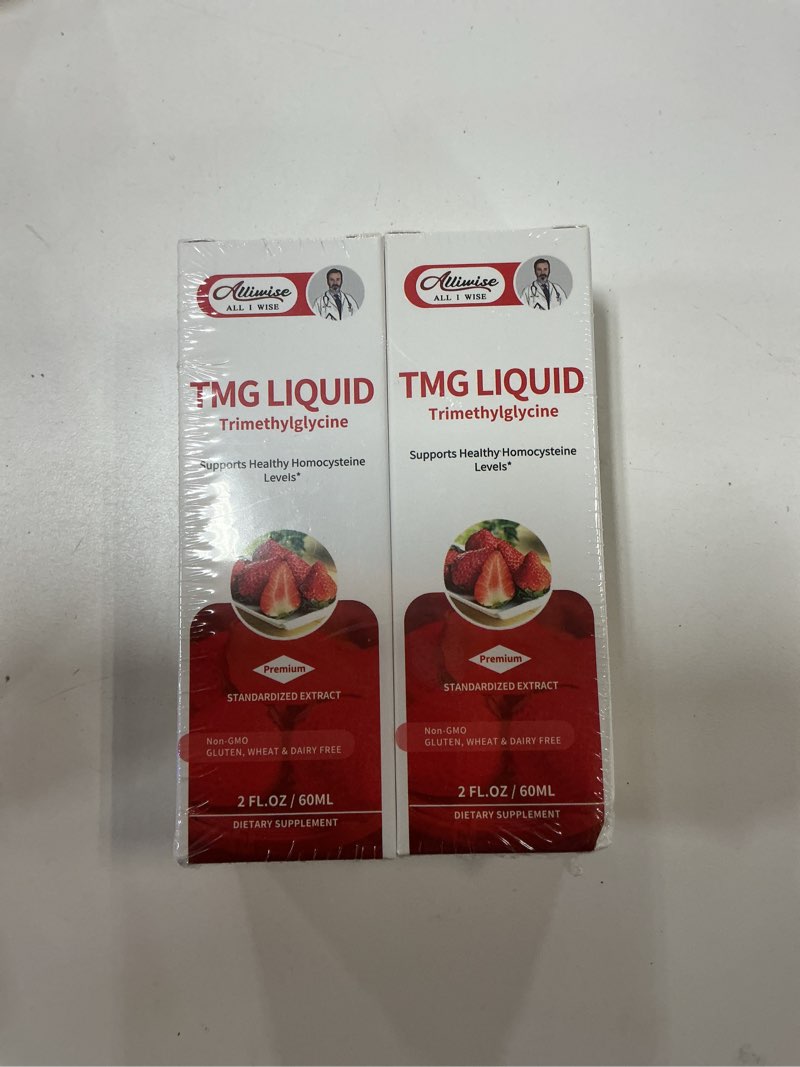 Alliwise
ALL I WISE
TMG LIQUID
Trimethylglycine
Supports Healthy Homocysteine
Levels*
Premium
STANDARDIZED EXTRACT
Non-GMO
GLUTEN, WHEAT & DAIRY FREE
2 FL.OZ / 60ML
DIETARY SUPPLEMENT
Alliwise
ALL I WISE
TMG LIQUID
Trimethylglycine
Supports Healthy Homocysteine
Levels*
Premium
STANDARDIZED EXTRACT
Non-GMO
GLUTEN, WHEAT & DAIRY FREE
2 FL.OZ / 60ML
DIETARY SUPPLEMENT